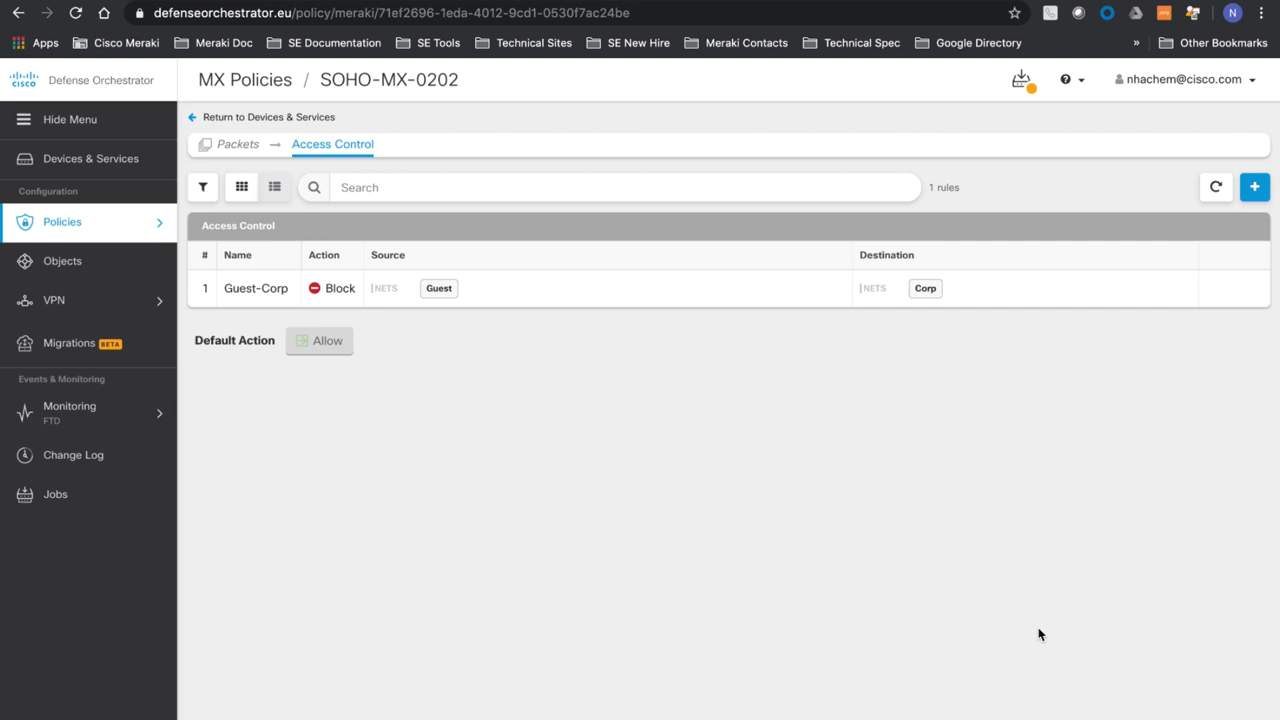 defenseorchestrator.eu/policy/meraki/71ef2696-1eda-4012-9cd1-0530f7ac24be
N
Apps Cisco Meraki Meraki Doc SE Documentation SE Tools Technical Sites SE New Hire Meraki Contacts Technical Spec Google Directory » Other Bookmarks
cisco Defense Orchestrator
MX Policies / SOHO-MX-0202
nhachem@cisco.com
Hide Menu
Devices & Services
Configuration
Policies
Objects
VPN
Migrations BETA
Events & Monitoring
Monitoring
FTD
Change Log
Jobs
Return to Devices & Services
Packets → Access Control
Search
1 rules
+
Access Control
# Name Action Source Destination
1 Guest-Corp Block NETS Guest NETS Corp
Default Action Allow